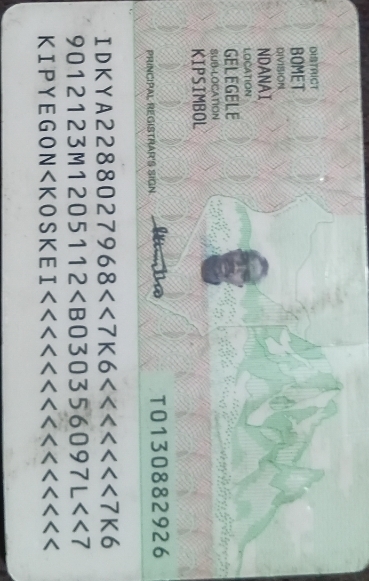 DISTRICT
BOMET
DIVISION
NDANAI
LOCATION
GELEGELE
SUB-LOCATION
KIPSIMBOL
PRINCIPAL REGISTRAR'S SIGN.
T0130882926
IDKYA2288027968<<7K6<<<<<<<7K6
9012123M1205112<B030356097L<<7
KIPYEGON<KOSKEI<<<<<<<<<<<<<<<